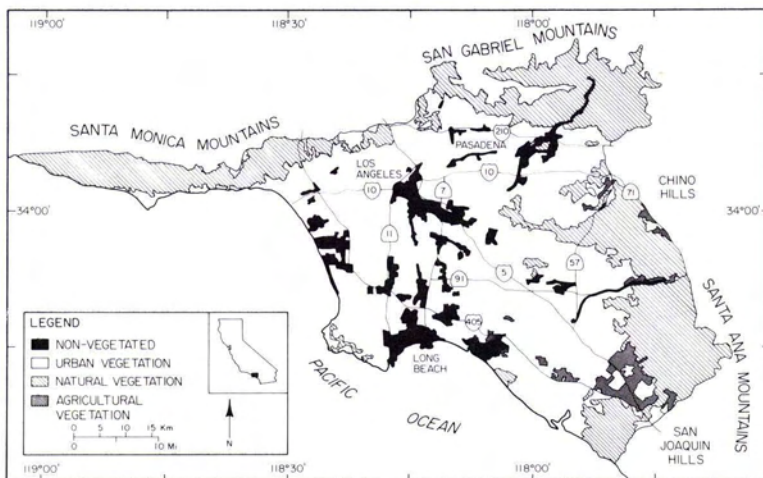 119°00'
118°30'
118°00'
SAN GABRIEL MOUNTAINS
SANTA MONICA MOUNTAINS
210
PASADENA
LOS
ANGELES
10
10
7
71
CHINO
HILLS
34°00'
34°00'
11
57
5
91
405
LONG
BEACH
SANTA ANA MOUNTAINS
PACIFIC
OCEAN
SAN
JOAQUIN
HILLS
LEGEND
NON-VEGETATED
URBAN VEGETATION
NATURAL VEGETATION
AGRICULTURAL
VEGETATION
0 5 10 15 Km
0 10 Mi
N
119°00'
118°30'
118°00'